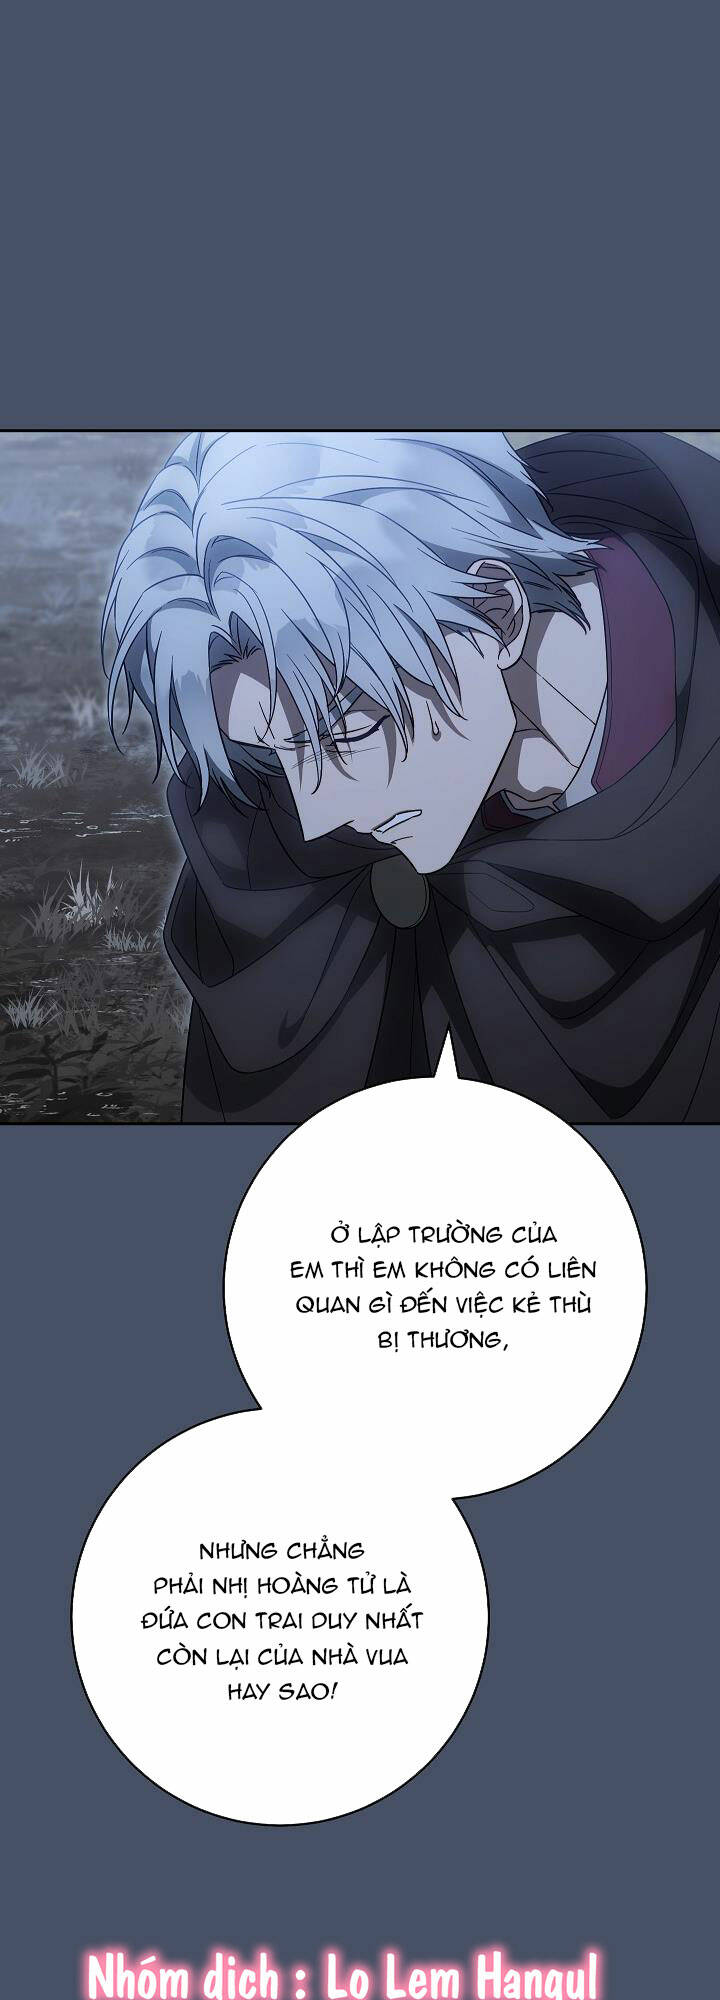 Ở LẬP TRƯỜNG CỦA
EM THÌ EM KHÔNG CÓ LIÊN
QUAN GÌ ĐẾN VIỆC KẺ THÙ
BỊ THƯƠNG,
NHƯNG CHẲNG
PHẢI NHỊ HOÀNG TỬ LÀ
ĐỨA CON TRAI DUY NHẤT
CÒN LẠI CỦA NHÀ VUA
HAY SAO!
Nhóm dịch : Lọ Lem Hangul